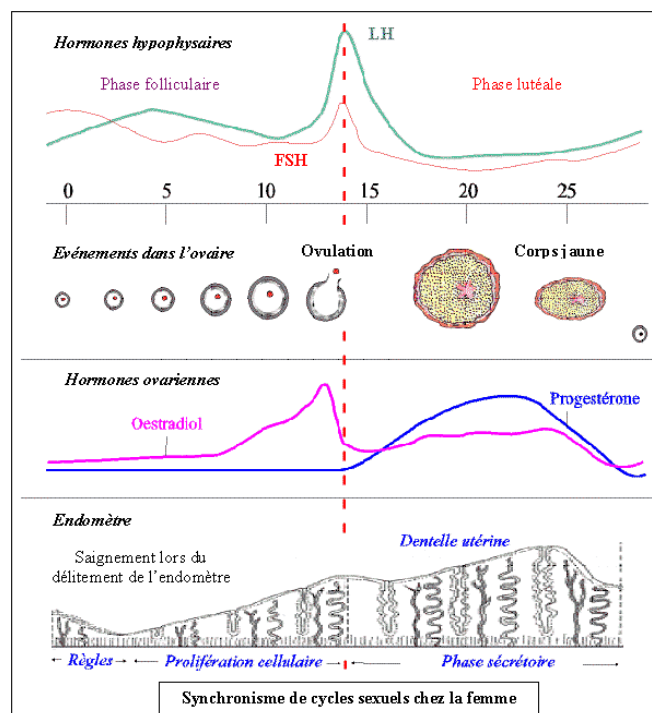 Hormones hypophysaires
LH
Phase folliculaire
Phase lutéale
FSH
0 5 10 15 20 25
Evénements dans l'ovaire
Ovulation
Corps jaune
Hormones ovariennes
Oestradiol
Progestérone
Endomètre
Dentelle utérine
Saignement lors du
délitement de l'endomètre
Règles
Prolifération cellulaire
Phase sécrétoire
Synchronisme de cycles sexuels chez la femme